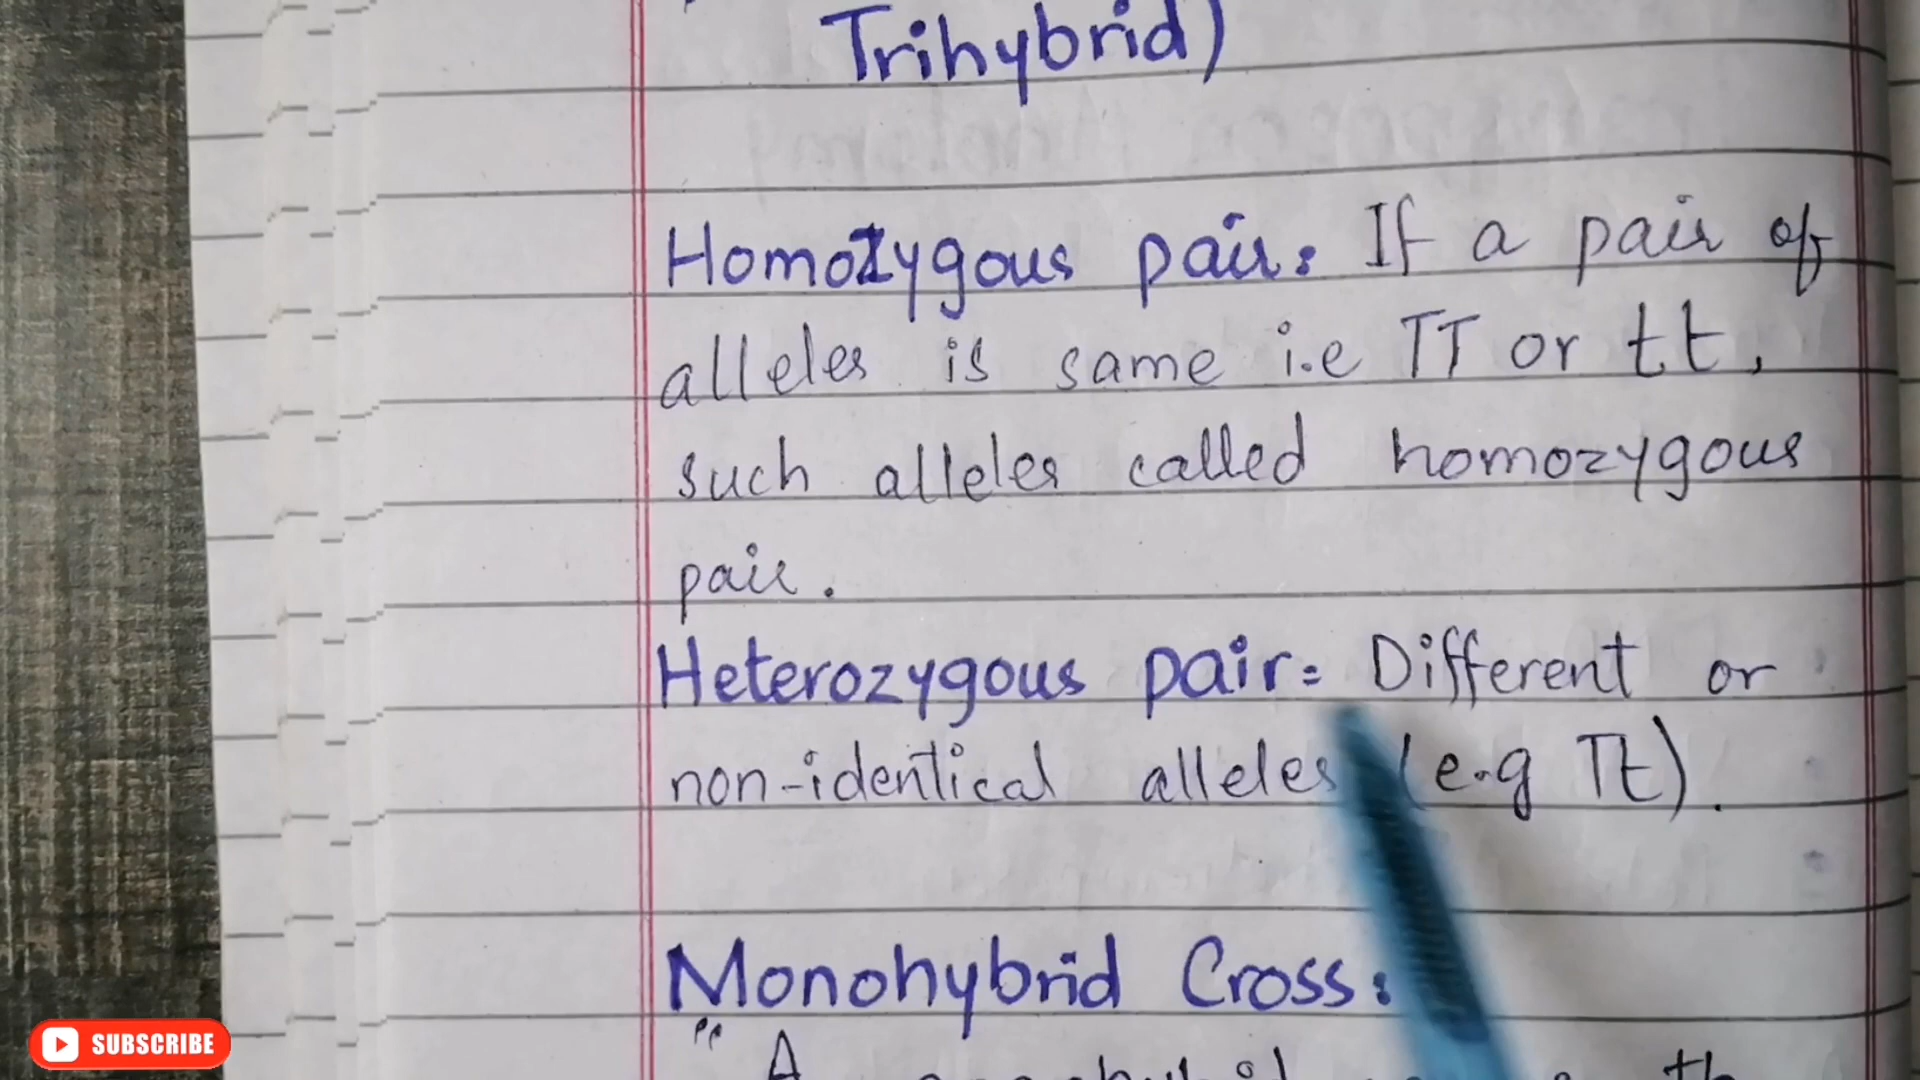 Trihybrid)
Homozygous pair: If a pair of
alleles is same i.e TT or tt,
such alleles called homozygous
pair.
Heterozygous pair: Different or
non-identical alleles (e.g Tt).
Monohybrid Cross:
" A
SUBSCRIBE